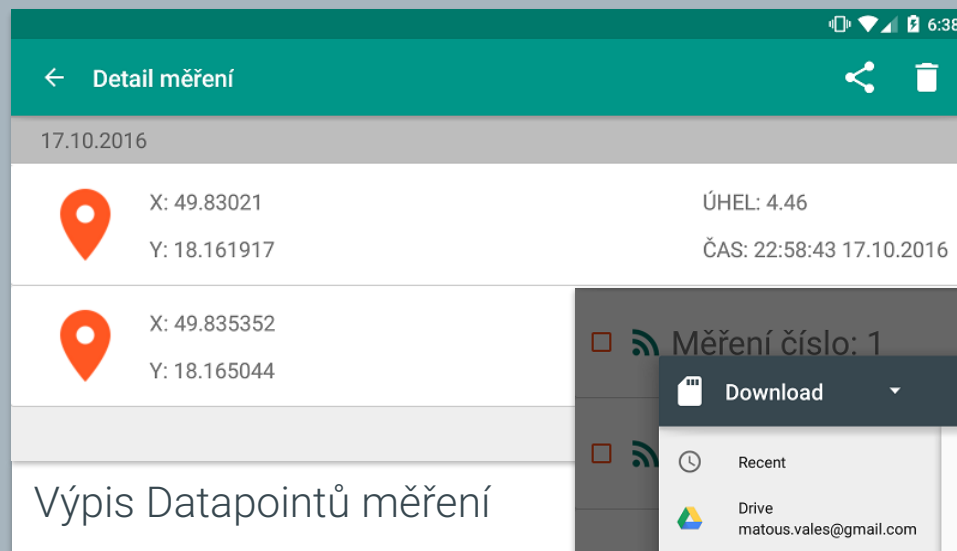 6:38
Detail měření
17.10.2016
X: 49.83021
ÚHEL: 4.46
Y: 18.161917
ČAS: 22:58:43 17.10.2016
X: 49.835352
Y: 18.165044
Výpis Datapointů měření
Měření číslo: 1
Download
Recent
Drive
matous.vales@gmail.com